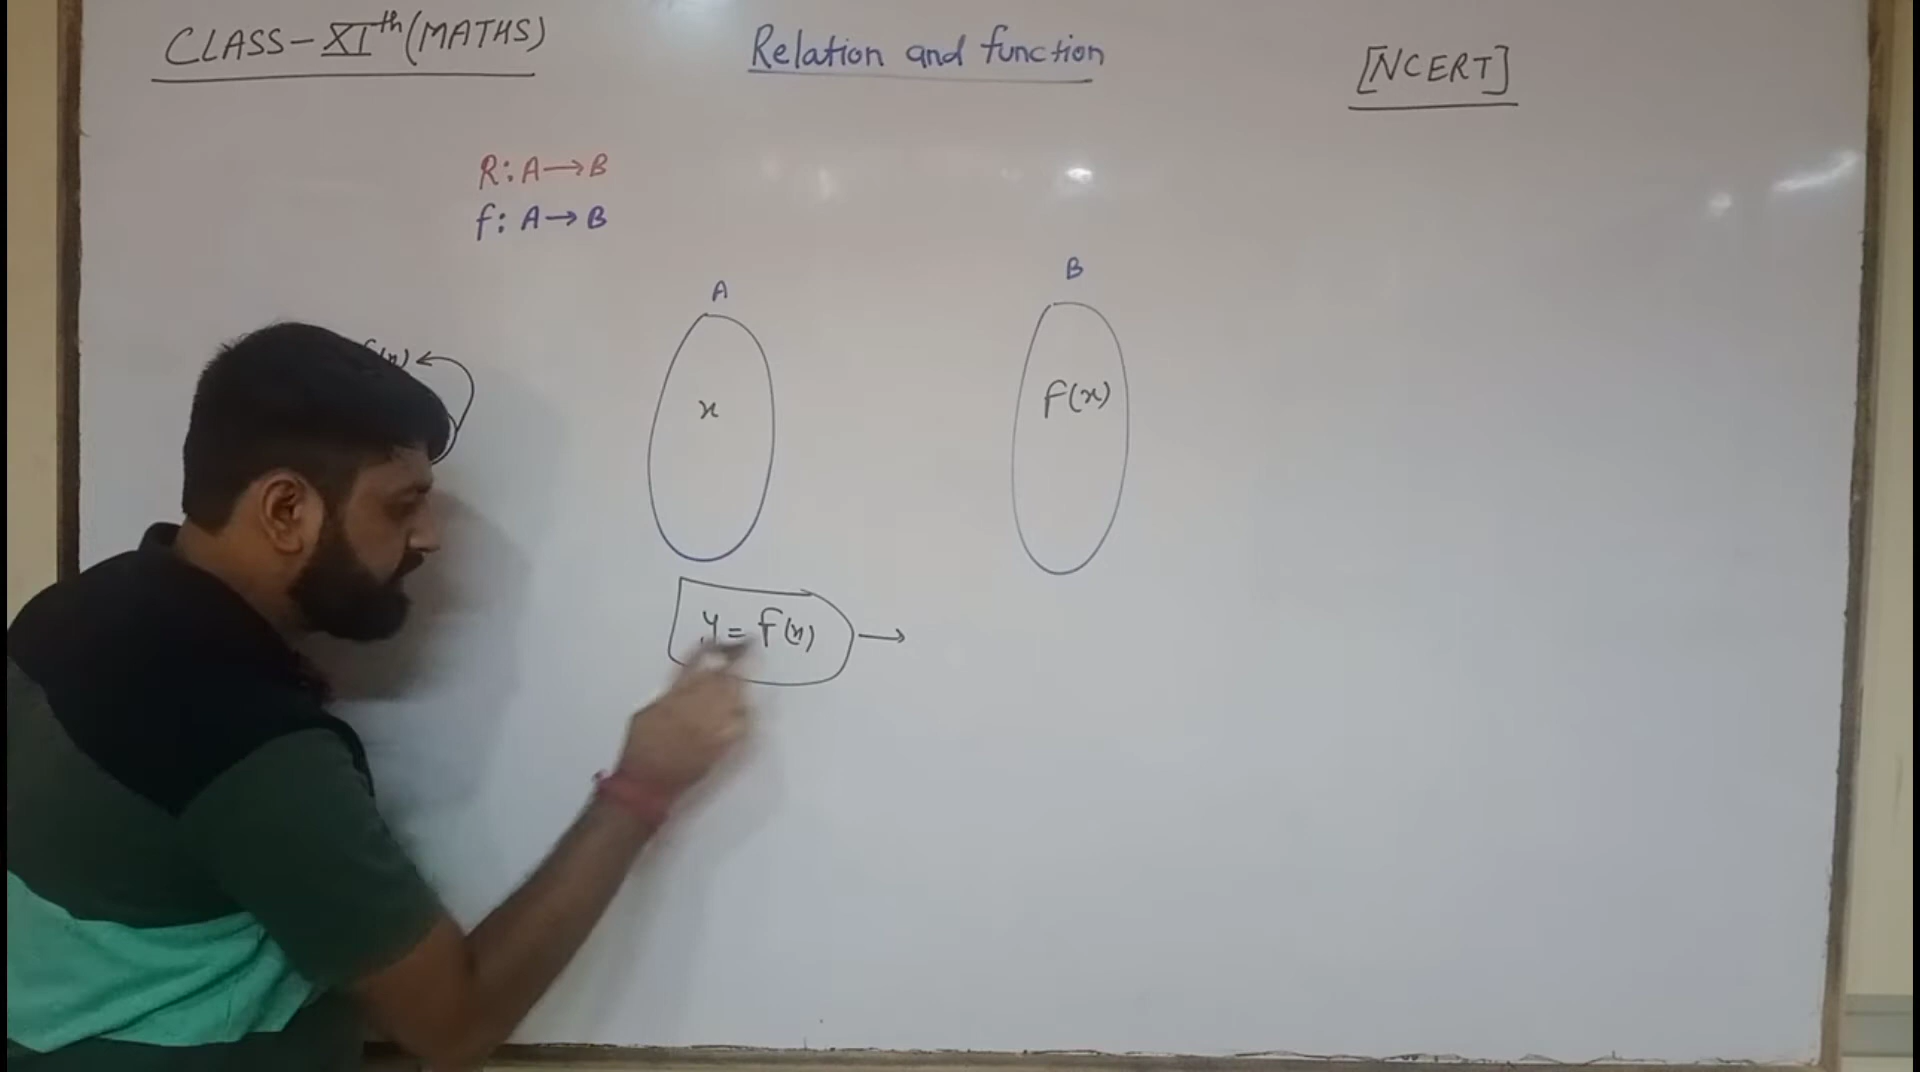 CLASS-XIth (MATHS)
Relation and function
[NCERT]
R: A→B
f: A→B
A
B
x
f(x)
y = f(x) →